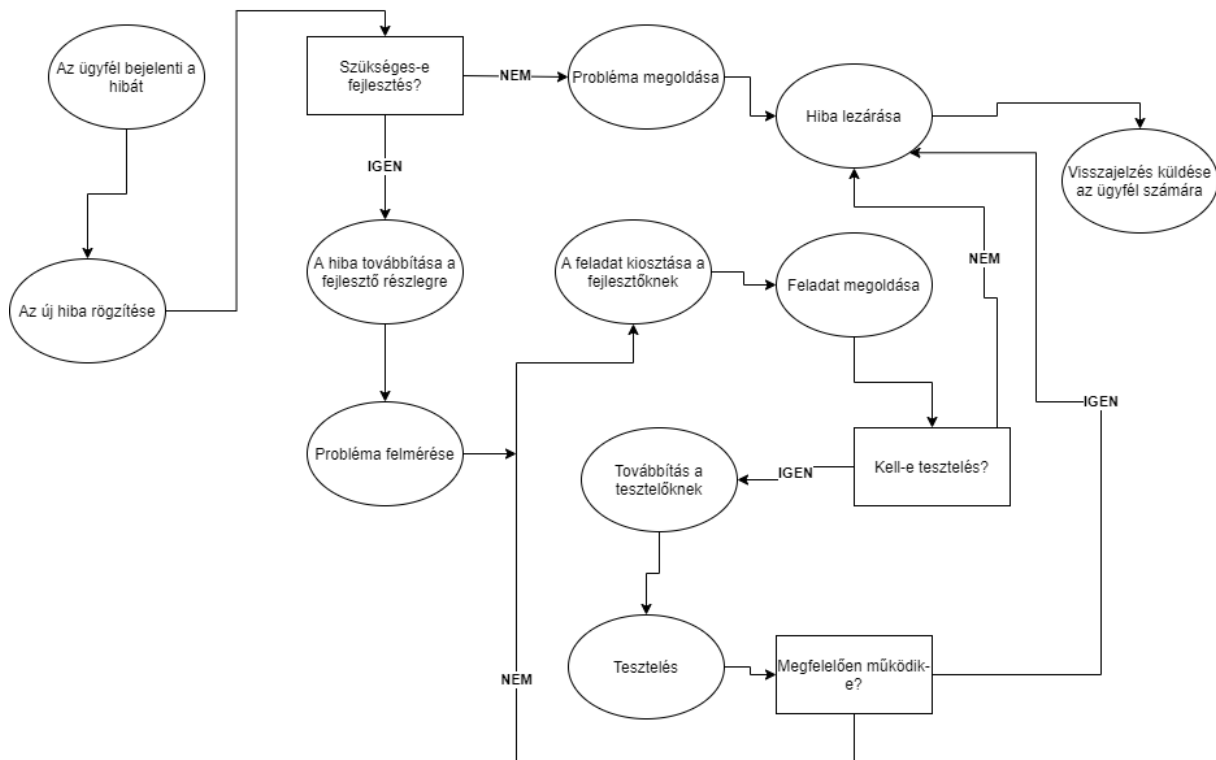 Az ügyfél bejelenti a
hibát
Szükséges-e
fejlesztés?
NEM
Probléma megoldása
Hiba lezárása
Visszajelzés küldése
az ügyfél számára
IGEN
Az új hiba rögzítése
A hiba továbbítása a
fejlesztő részlegre
A feladat kiosztása a
fejlesztőknek
Feladat megoldása
NEM
IGEN
Probléma felmérése
Továbbítás a
tesztelőknek
IGEN
Kell-e tesztelés?
Tesztelés
Megfelelően működik-
e?
NEM